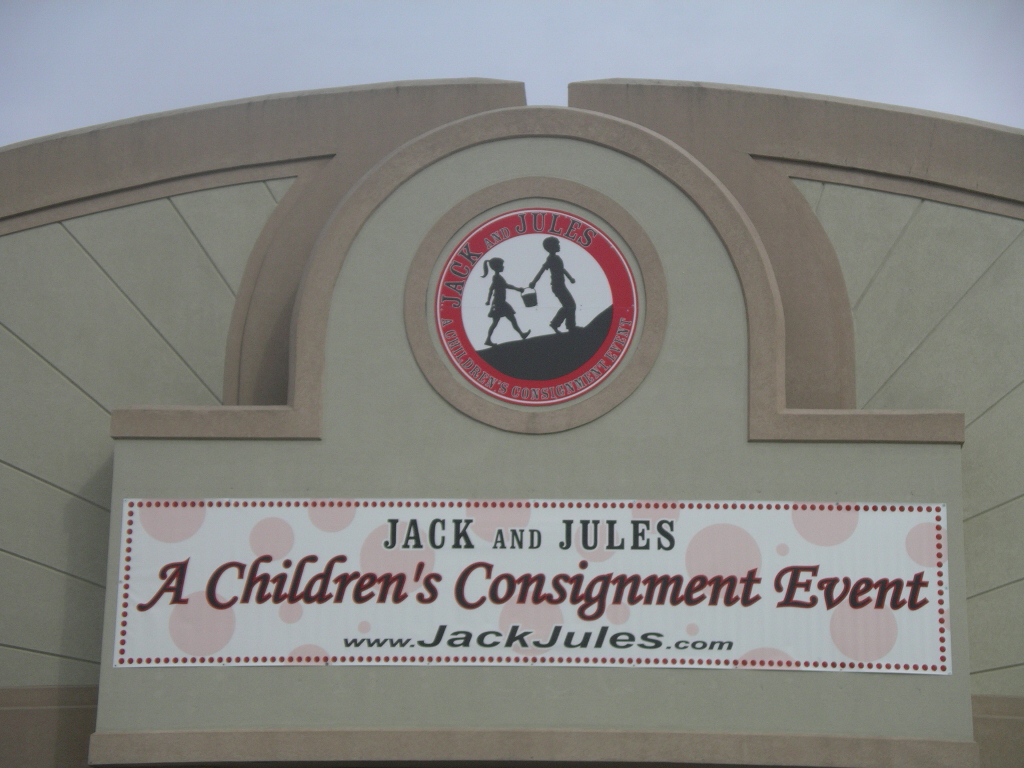 JACK AND JULES
A CHILDREN'S CONSIGNMENT EVENT
JACK AND JULES
A Children's Consignment Event
www.JackJules.com